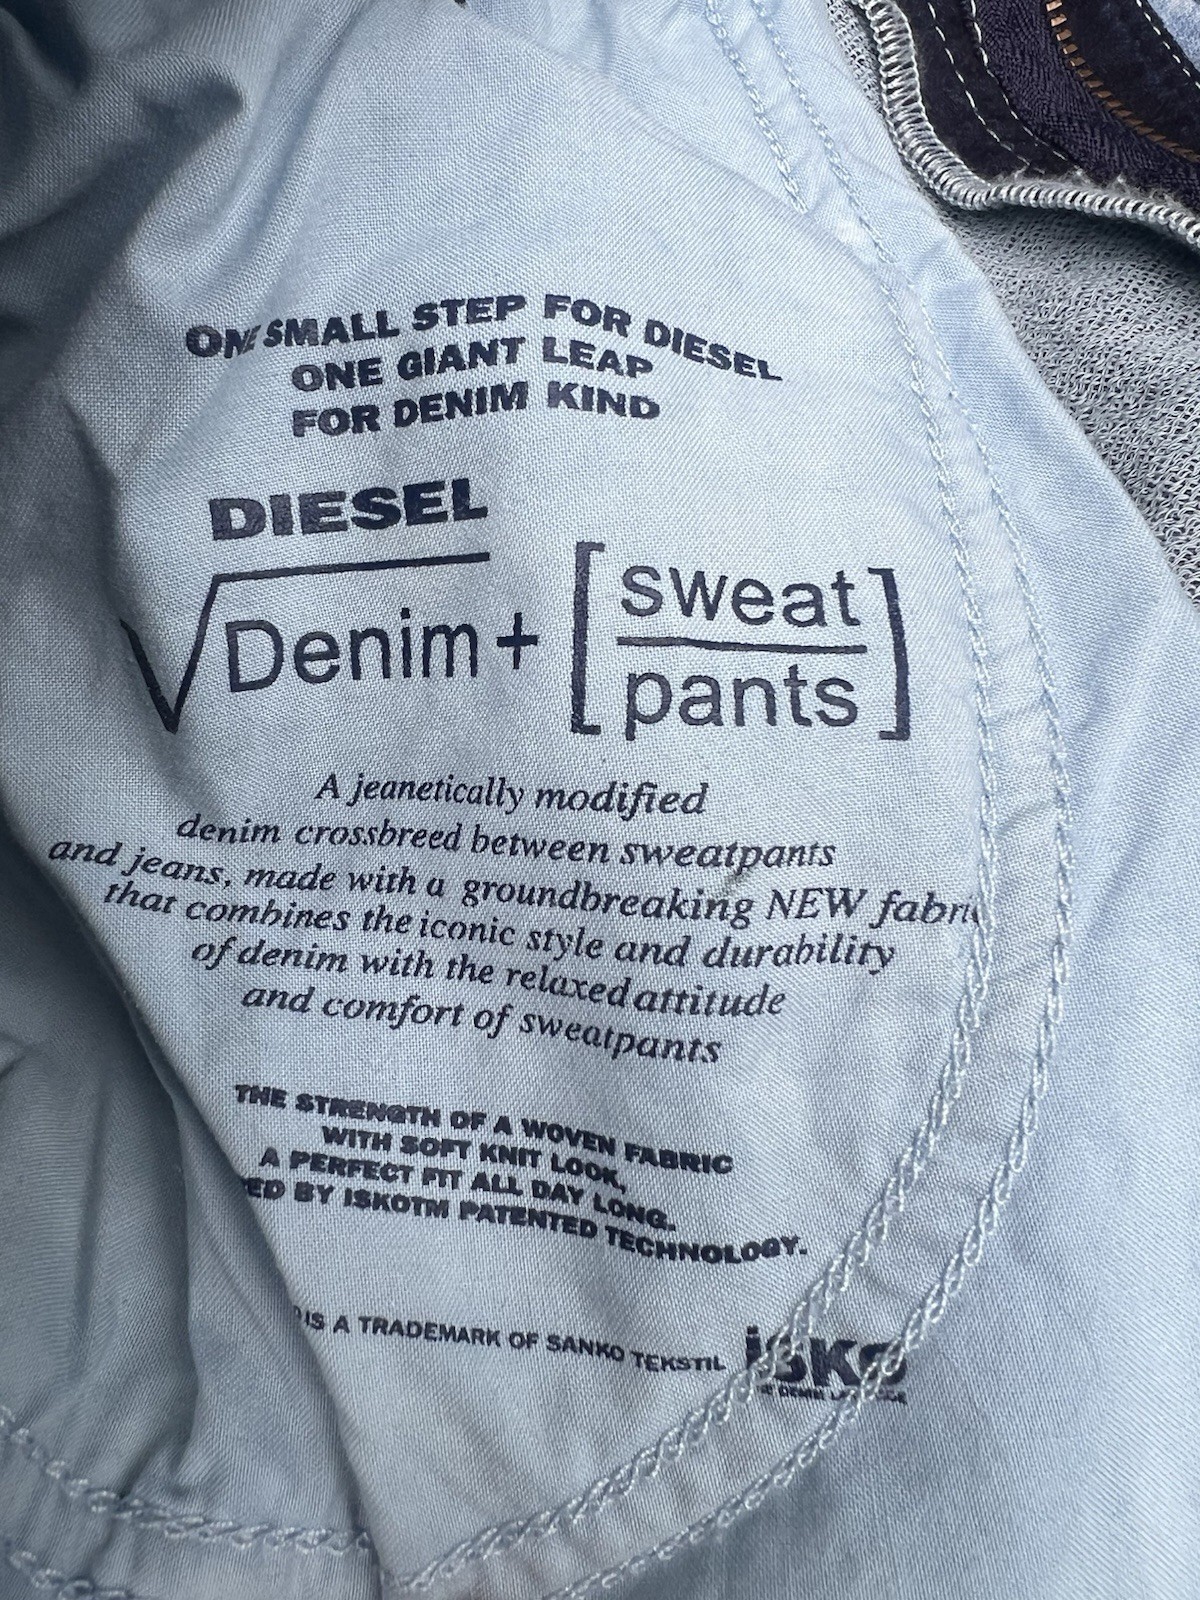 ONE SMALL STEP FOR DIESEL
ONE GIANT LEAP
FOR DENIM KIND
DIESEL
√Denim + [sweat
pants]
A jeanetically modified
denim crossbreed between sweatpants
and jeans, made with a groundbreaking NEW fabric
that combines the iconic style and durability
of denim with the relaxed attitude
and comfort of sweatpants
THE STRENGTH OF A WOVEN FABRIC
WITH SOFT KNIT LOOK,
A PERFECT FIT ALL DAY LONG.
BY ISKOTM PATENTED TECHNOLOGY.
IS A TRADEMARK OF SANKO TEKSTIL
isko